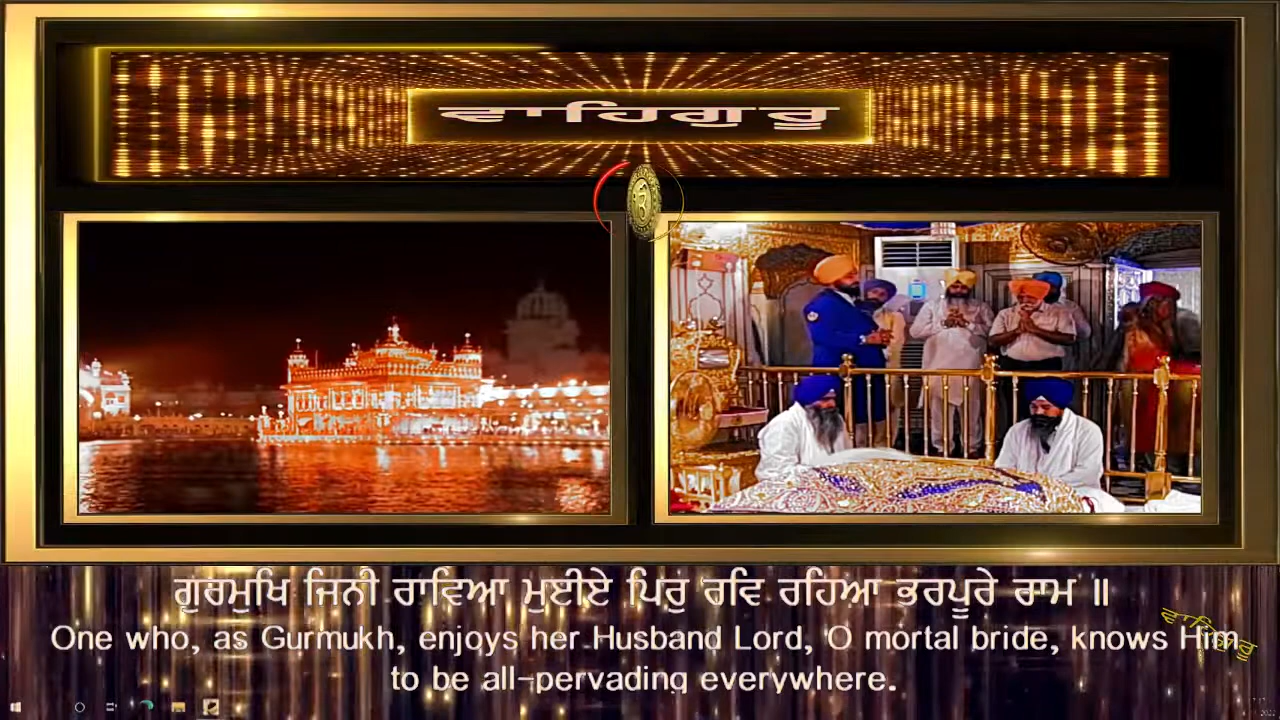 ਵਾਹਿਗੁਰੂ
ਗੁਰਮੁਖਿ ਜਿਨੀ ਰਾਵਿਆ ਮੁਈਏ ਪਿਰੁ ਰਵਿ ਰਹਿਆ ਭਰਪੂਰੇ ਰਾਮ ॥
One who, as Gurmukh, enjoys her Husband Lord, 'O mortal bride, knows Him
to be all-pervading everywhere.
ਵਾਹਿਗੁਰੂ